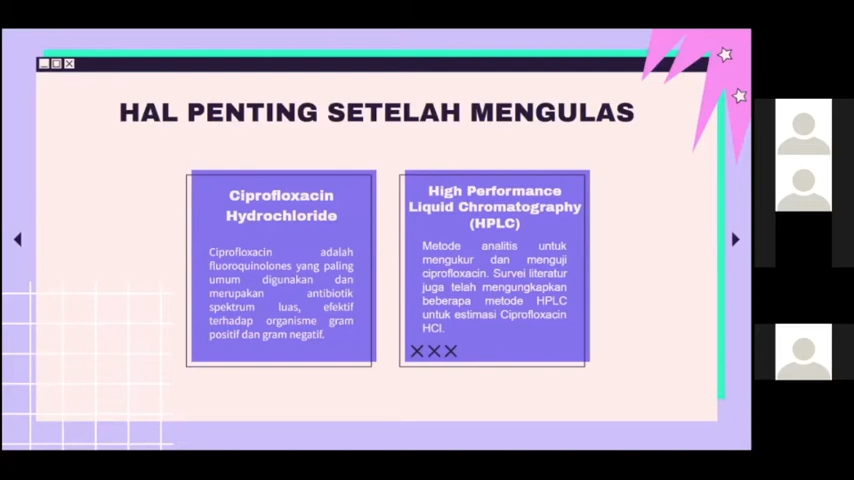 HAL PENTING SETELAH MENGULAS
Ciprofloxacin
Hydrochloride
Ciprofloxacin adalah
fluoroquinolones yang paling
umum digunakan dan
merupakan antibiotik
spektrum luas, efektif
terhadap organisme gram
positif dan gram negatif.
High Performance
Liquid Chromatography
(HPLC)
Metode analitis untuk
mengukur dan menguji
ciprofloxacin. Survei literatur
juga telah mengungkapkan
beberapa metode HPLC
untuk estimasi Ciprofloxacin
HCl.